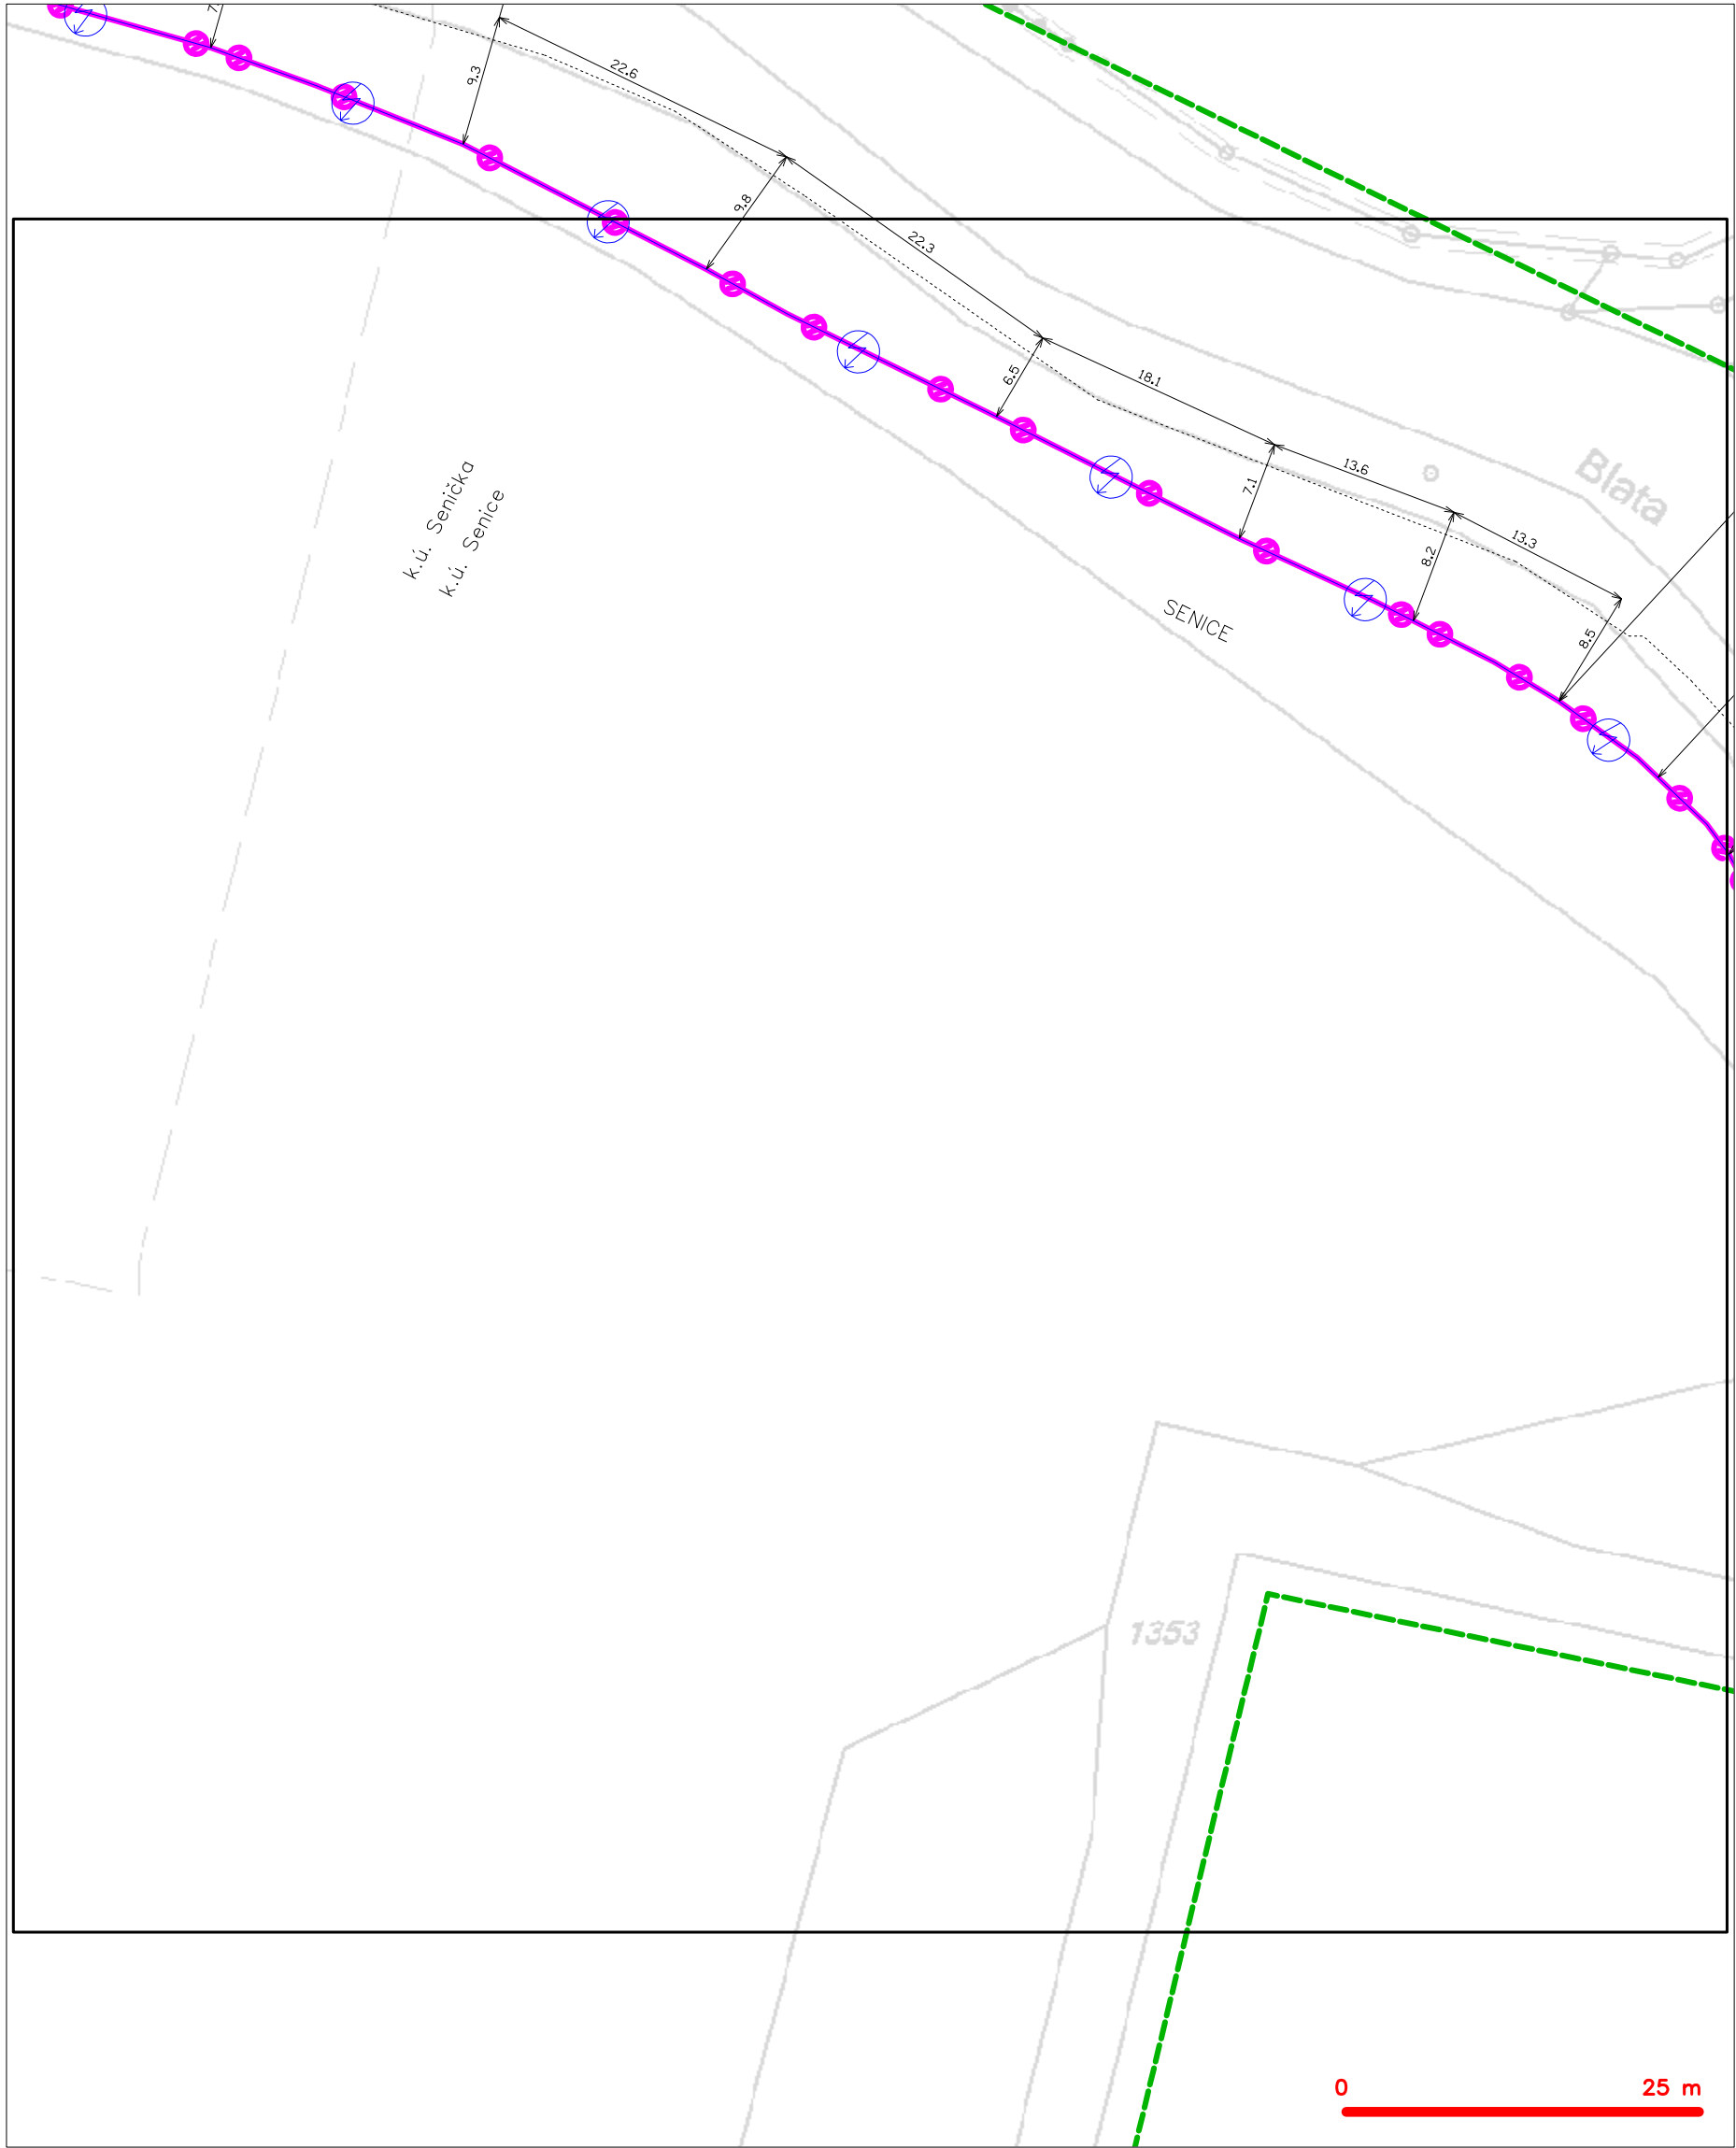 9.3
22.6
9.8
22.3
6.5
18.1
7.1
13.6
8.2
13.3
8.5
Blata
k.ú. Senička
k.ú. Senice
SENICE
1353
0
25 m